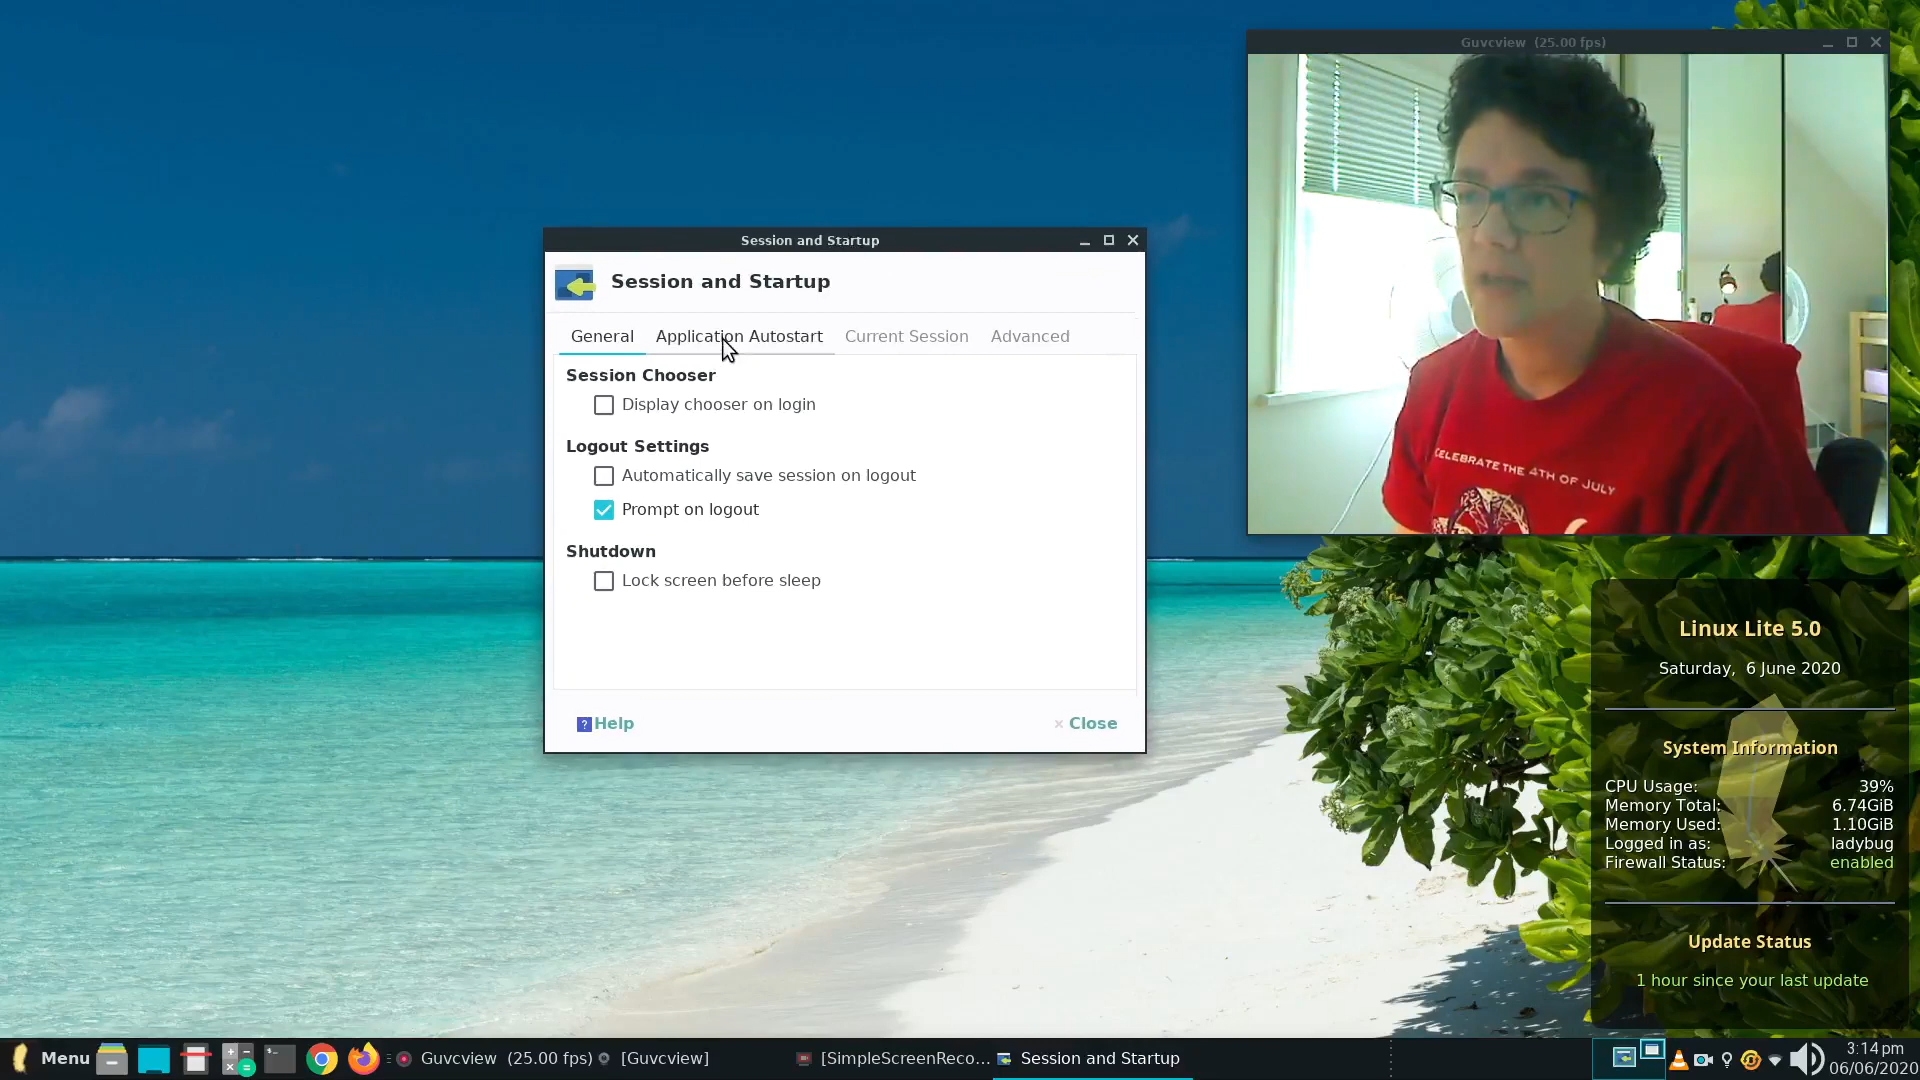 Guvcview (25.00 fps)
CELEBRATE THE 4TH OF JULY
Session and Startup
Session and Startup
General Application Autostart Current Session Advanced
Session Chooser
Display chooser on login
Logout Settings
Automatically save session on logout
Prompt on logout
Shutdown
Lock screen before sleep
? Help
× Close
Linux Lite 5.0
Saturday, 6 June 2020
System Information
CPU Usage: 39%
Memory Total: 6.74GiB
Memory Used: 1.10GiB
Logged in as: ladybug
Firewall Status: enabled
Update Status
1 hour since your last update
Menu Guvcview (25.00 fps) [Guvcview] [SimpleScreenReco... Session and Startup
3:14 pm
06/06/2020